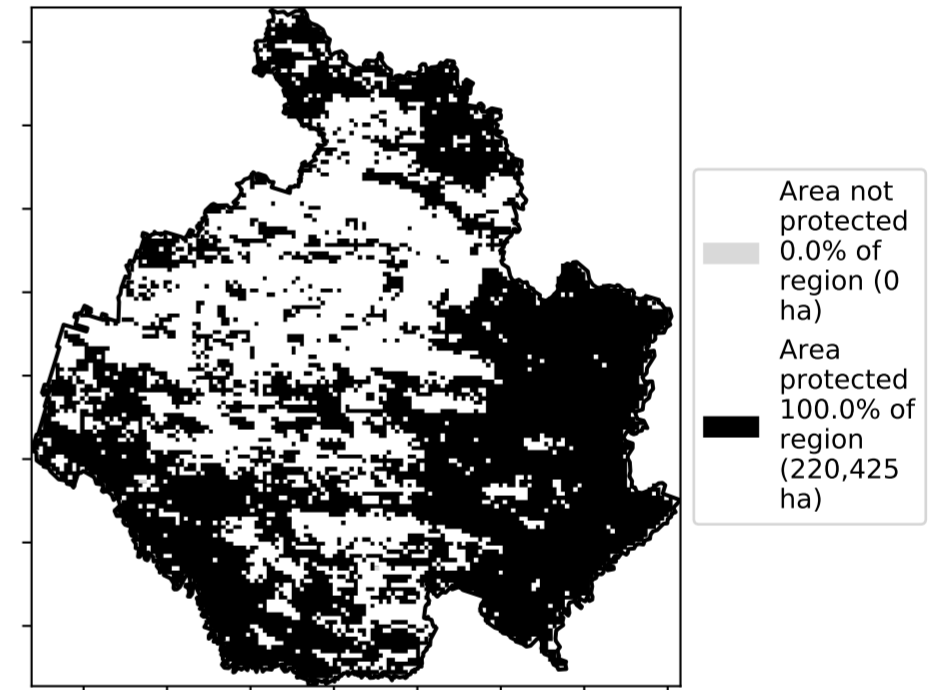 Area not
protected
0.0% of
region (0
ha)
Area
protected
100.0% of
region
(220,425
ha)